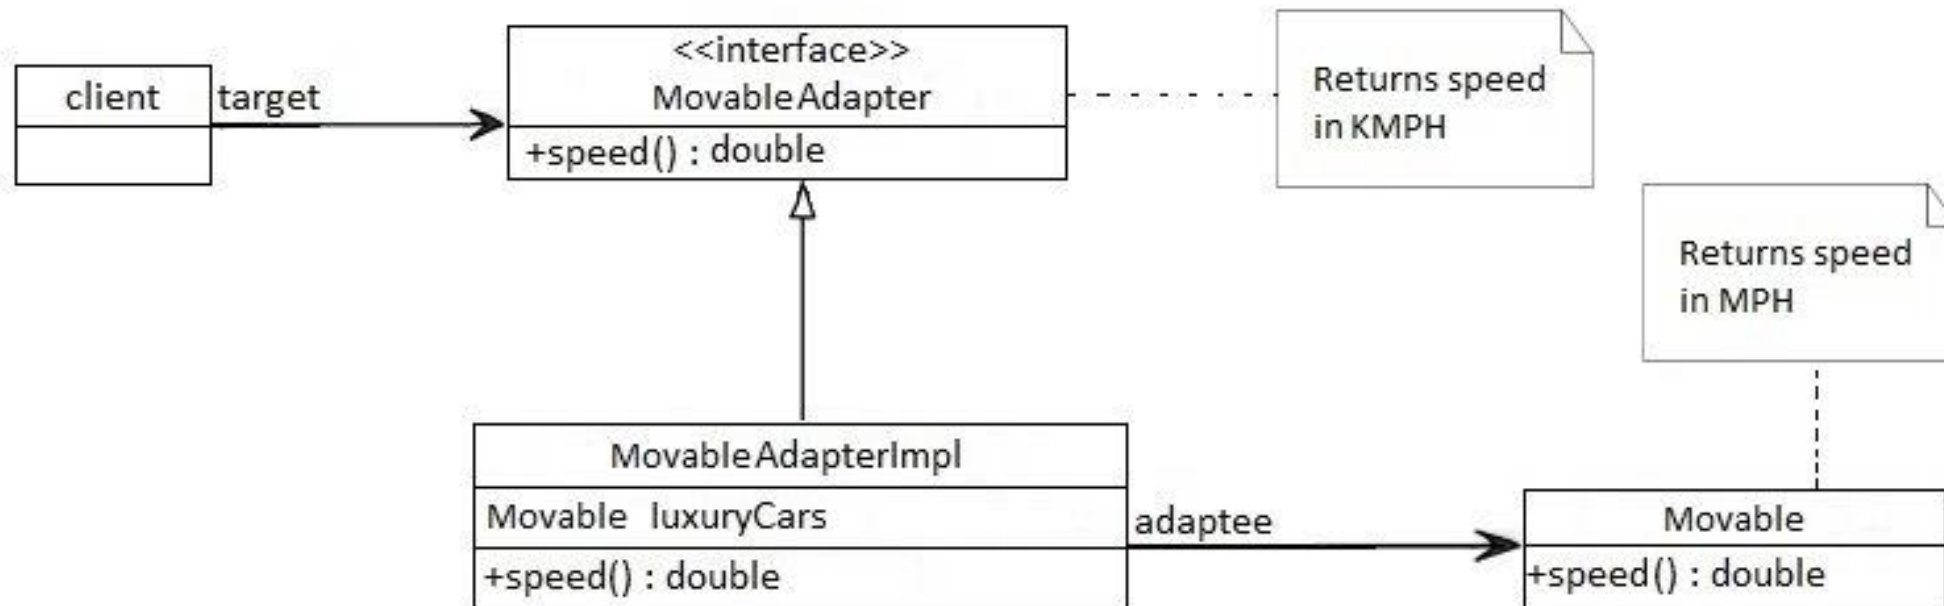 client
target
<<interface>>
MovableAdapter
+speed() : double
Returns speed
in KMPH
Returns speed
in MPH
MovableAdapterImpl
Movable luxuryCars
+speed() : double
adaptee
Movable
+speed() : double